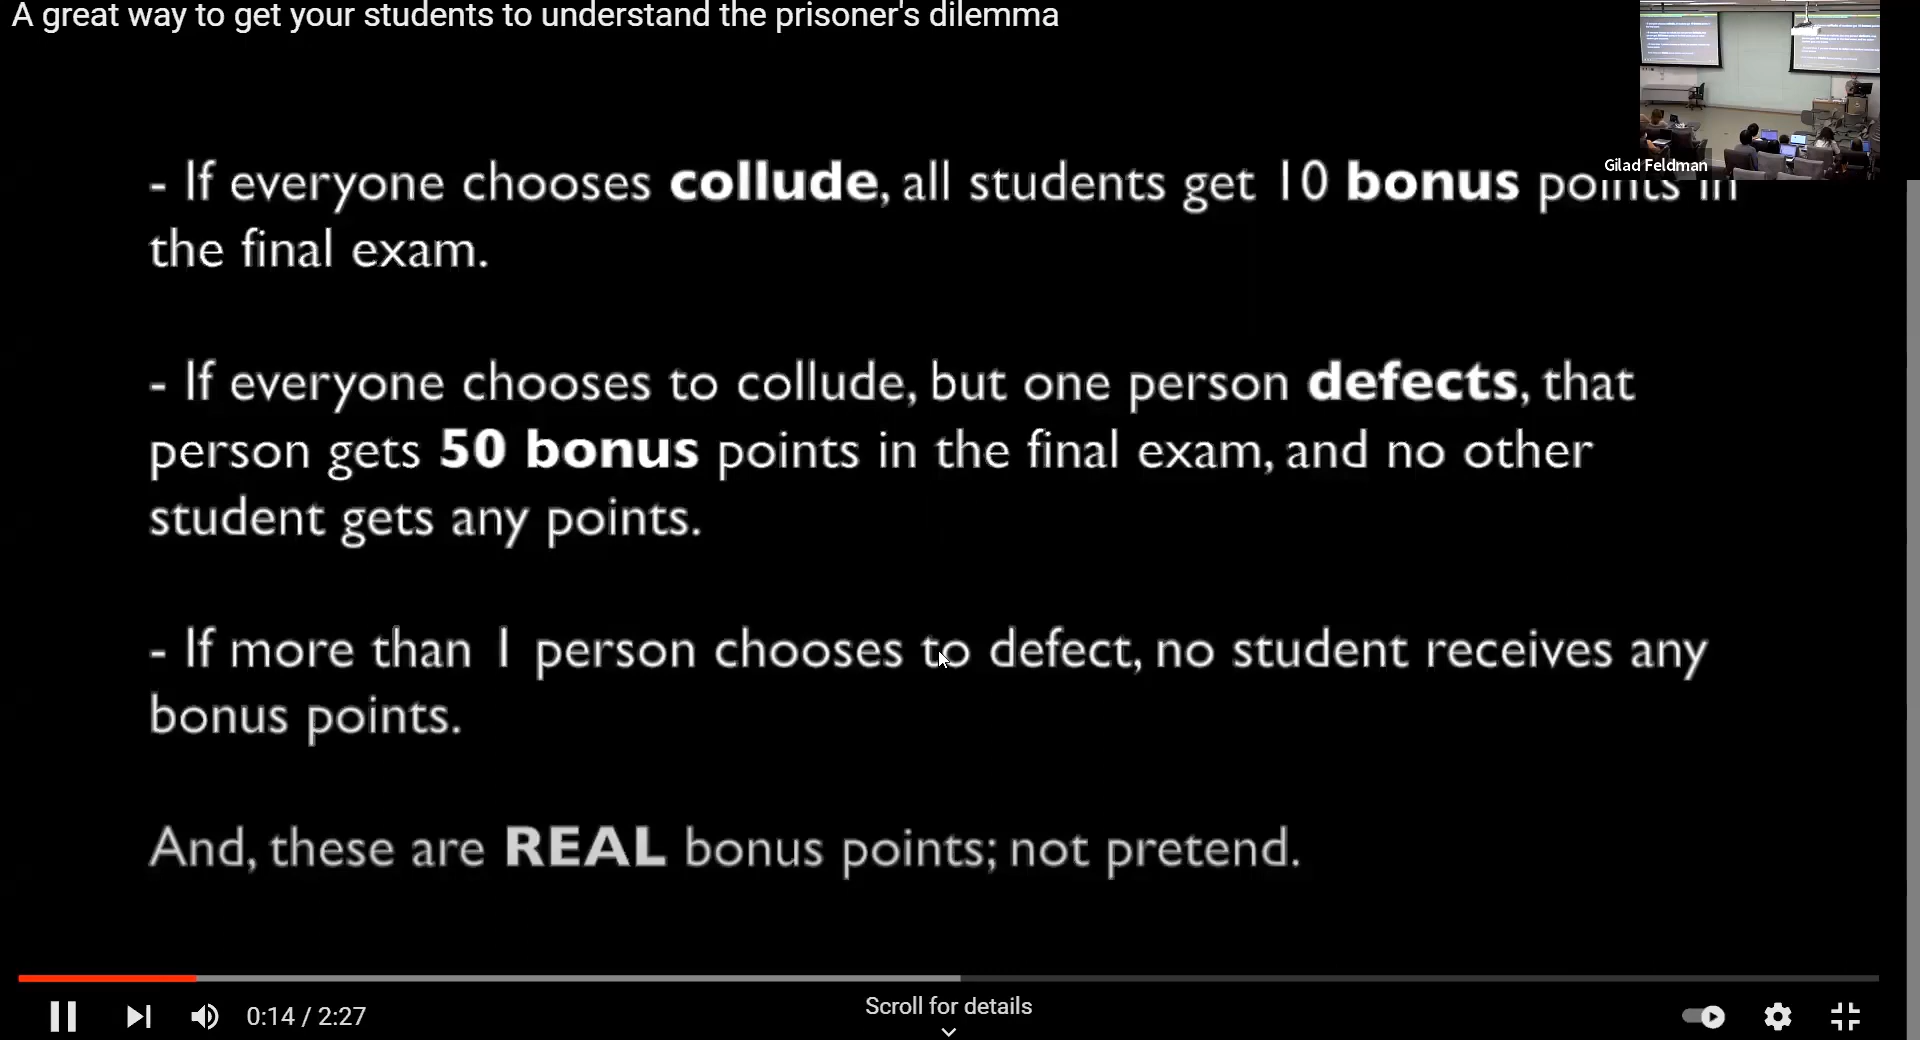 A great way to get your students to understand the prisoner's dilemma
Gilad Feldman
- If everyone chooses collude, all students get 10 bonus points in
the final exam.
- If everyone chooses to collude, but one person defects, that
person gets 50 bonus points in the final exam, and no other
student gets any points.
- If more than 1 person chooses to defect, no student receives any
bonus points.
And, these are REAL bonus points; not pretend.
0:14 / 2:27
Scroll for details